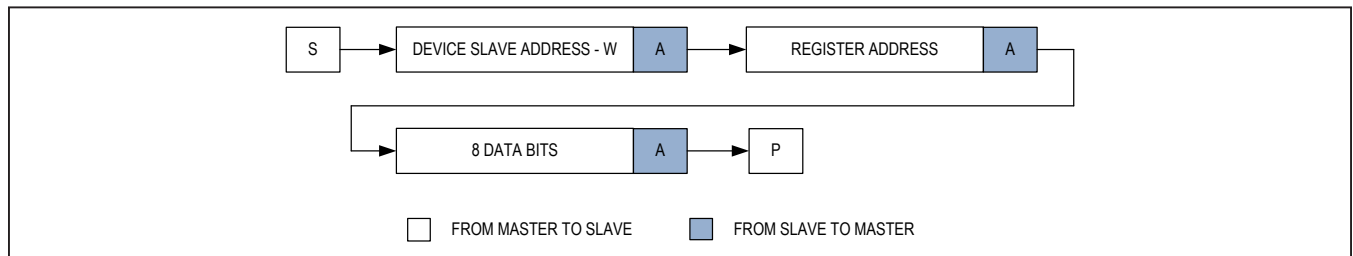 S DEVICE SLAVE ADDRESS - W A REGISTER ADDRESS A
8 DATA BITS A P
FROM MASTER TO SLAVE FROM SLAVE TO MASTER